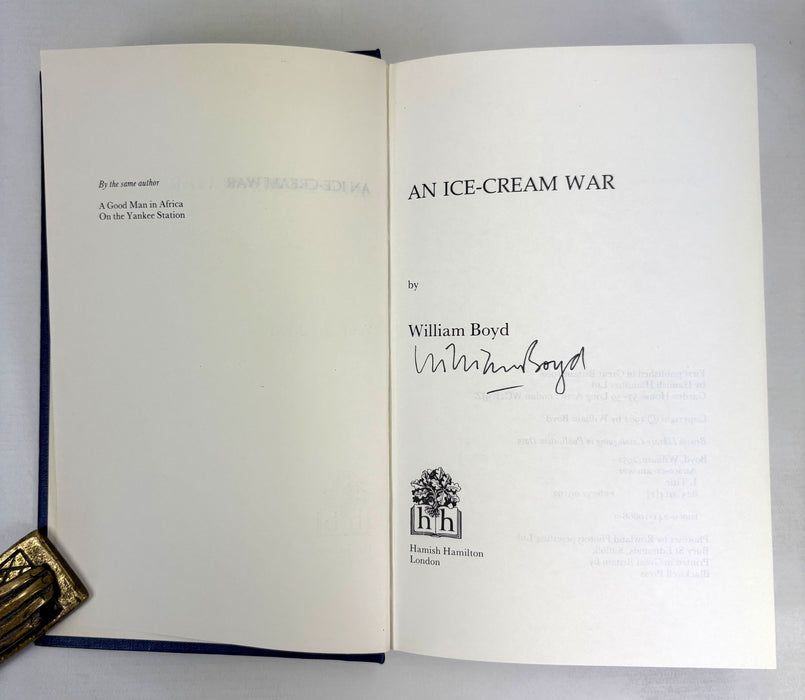 By the same author
A Good Man in Africa
On the Yankee Station
AN ICE-CREAM WAR
by
William Boyd
William Boyd
h h
Hamish Hamilton
London